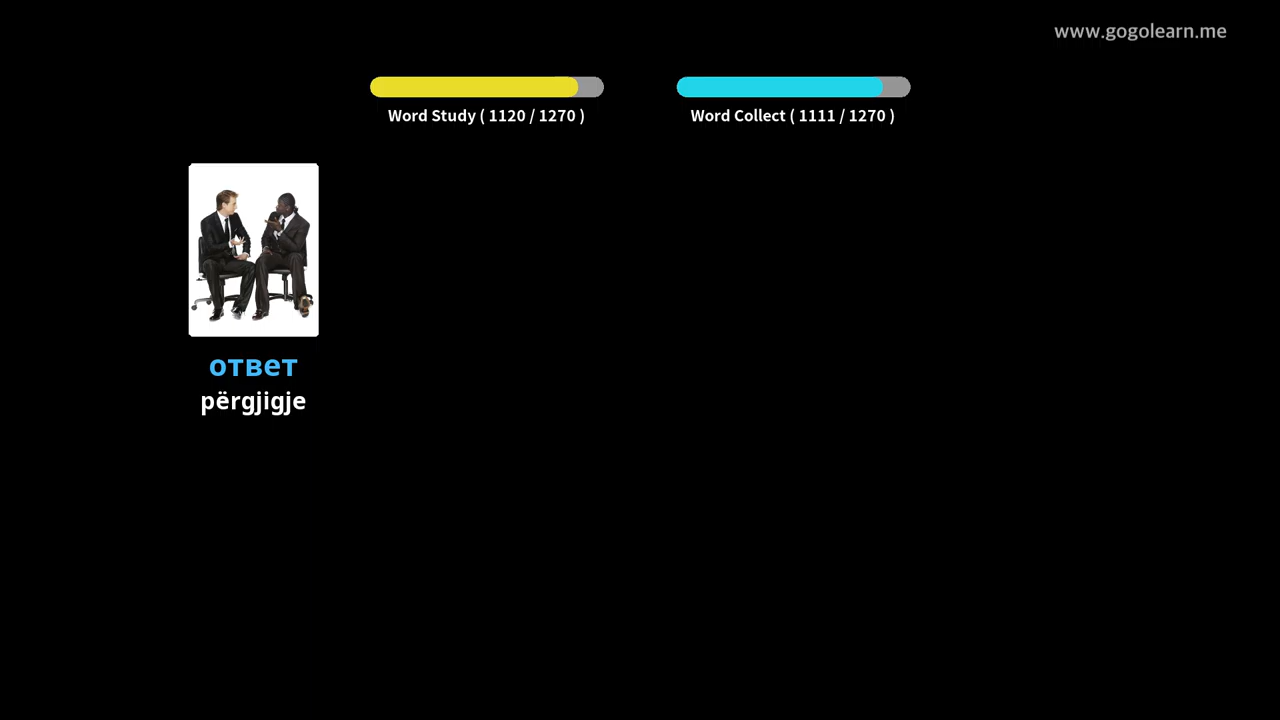 www.gogolearn.me
Word Study ( 1120 / 1270 )
Word Collect ( 1111 / 1270 )
ответ
përgjigje